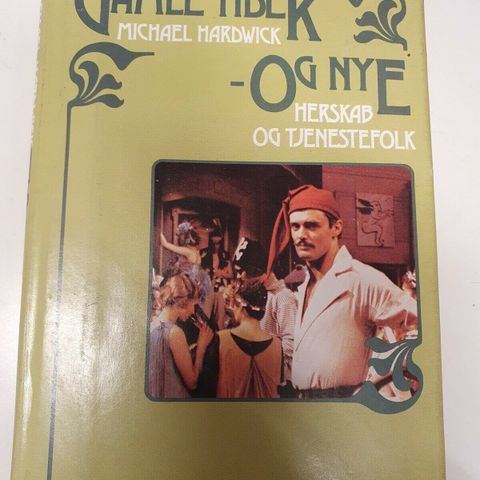 GAMLE TIDER
MICHAEL HARDWICK
- OG NYE
HERSKAB
OG TJENESTEFOLK